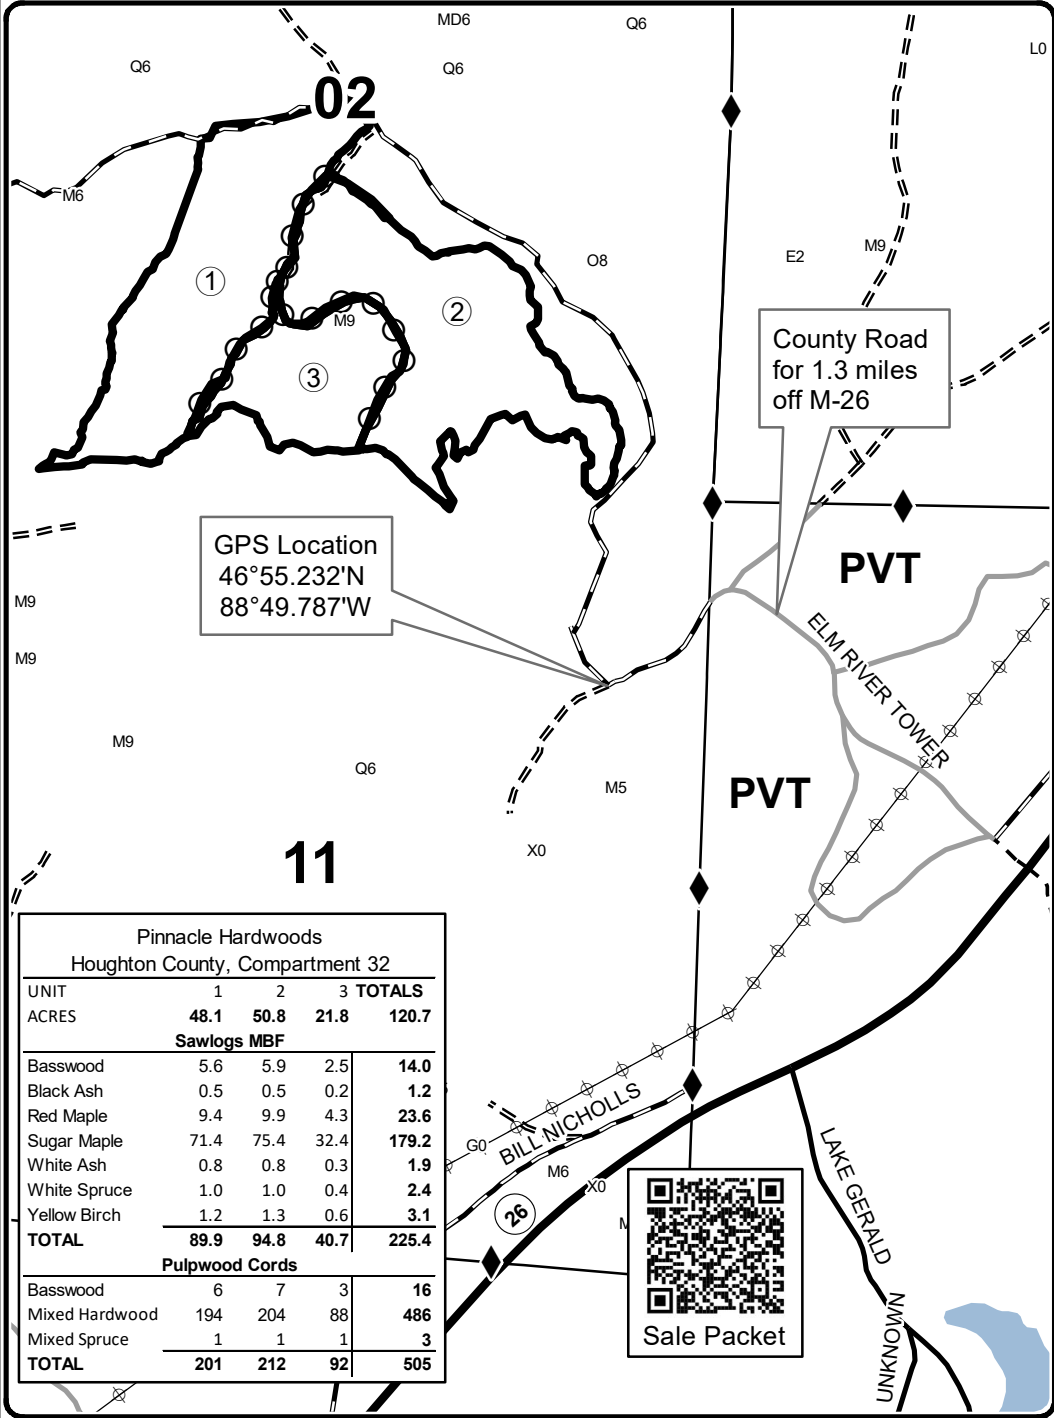 MD6
Q6
L0
Q6
Q6
02
M6
M9
E2
O8
1
2
M9
3
County Road
for 1.3 miles
off M-26
GPS Location
46°55.232'N
88°49.787'W
PVT
M9
M9
ELM RIVER TOWER
M9
Q6
M5
PVT
X0
11
Pinnacle Hardwoods
Houghton County, Compartment 32
UNIT 1 2 3 TOTALS
ACRES 48.1 50.8 21.8 120.7
Sawlogs MBF
Basswood 5.6 5.9 2.5 14.0
Black Ash 0.5 0.5 0.2 1.2
Red Maple 9.4 9.9 4.3 23.6
Sugar Maple 71.4 75.4 32.4 179.2
White Ash 0.8 0.8 0.3 1.9
White Spruce 1.0 1.0 0.4 2.4
Yellow Birch 1.2 1.3 0.6 3.1
TOTAL 89.9 94.8 40.7 225.4
Pulpwood Cords
Basswood 6 7 3 16
Mixed Hardwood 194 204 88 486
Mixed Spruce 1 1 1 3
TOTAL 201 212 92 505
G0
BILL NICHOLLS
M6
X0
26
LAKE GERALD
Sale Packet
UNKNOWN